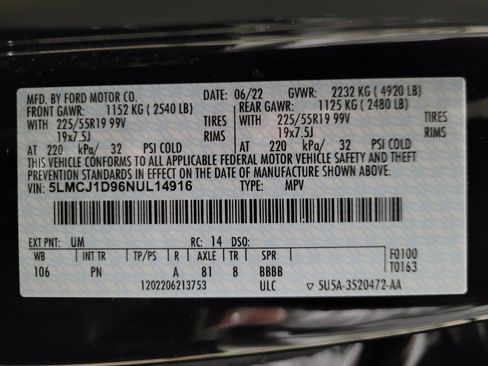 MFD. BY FORD MOTOR CO. DATE: 06/22 GVWR: 2232 KG (4920 LB)
FRONT GAWR: 1152 KG (2540 LB) REAR GAWR: 1125 KG (2480 LB)
WITH 225/55R19 99V TIRES WITH 225/55R19 99V TIRES
19x7.5J RIMS 19x7.5J RIMS
AT 220 kPa/ 32 PSI COLD AT 220 kPa/ 32 PSI COLD
THIS VEHICLE CONFORMS TO ALL APPLICABLE FEDERAL MOTOR VEHICLE SAFETY AND THEFT
PREVENTION STANDARDS IN EFFECT ON THE DATE OF MANUFACTURE SHOWN ABOVE.
VIN: 5LMCJ1D96NUL14916 TYPE: MPV
EXT PNT: UM RC: 14 DSO:
WB INT TR TP/PS R AXLE TR SPR F0100
106 PN A 81 8 BBBB T0163
1202206213753 ULC 5U5A-3520472-AA